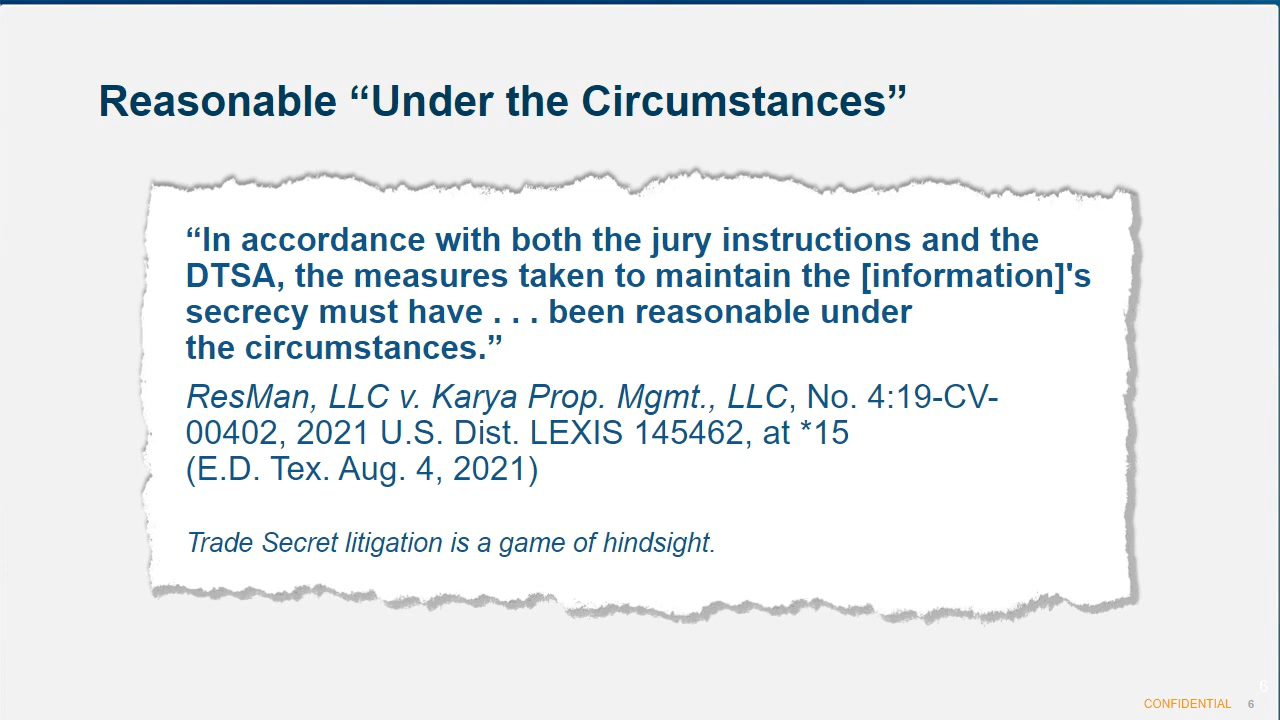 Reasonable “Under the Circumstances”
“In accordance with both the jury instructions and the
DTSA, the measures taken to maintain the [information]'s
secrecy must have . . . been reasonable under
the circumstances.”
ResMan, LLC v. Karya Prop. Mgmt., LLC, No. 4:19-CV-
00402, 2021 U.S. Dist. LEXIS 145462, at *15
(E.D. Tex. Aug. 4, 2021)
Trade Secret litigation is a game of hindsight.
6
CONFIDENTIAL 6